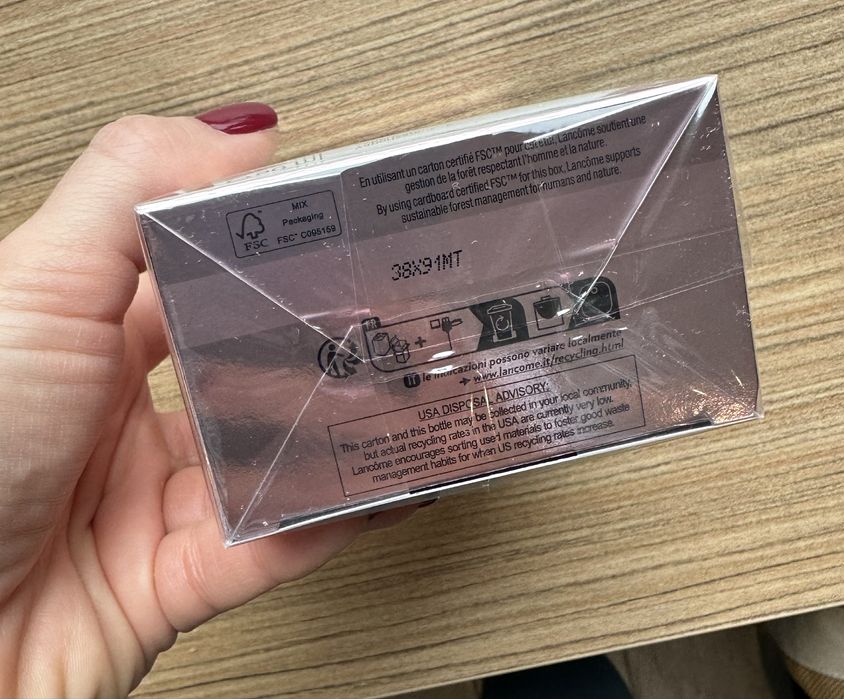 En utilisant un carton certifié FSC™ pour cet étui, Lancôme soutient une
gestion de la forêt respectant l'homme et la nature.
By using cardboard certified FSC™ for this box, Lancôme supports
sustainable forest management for humans and nature.
MIX
Packaging
FSC™ C095159
FSC
38X91MT
FR
+
IT le indicazioni possono variare localmente
→ www.lancome.it/recycling.html
USA DISPOSAL ADVISORY:
This carton and this bottle may be collected in your local community,
but actual recycling rates in the USA are currently very low.
Lancôme encourages sorting used materials to foster good waste
management habits for when US recycling rates increase.